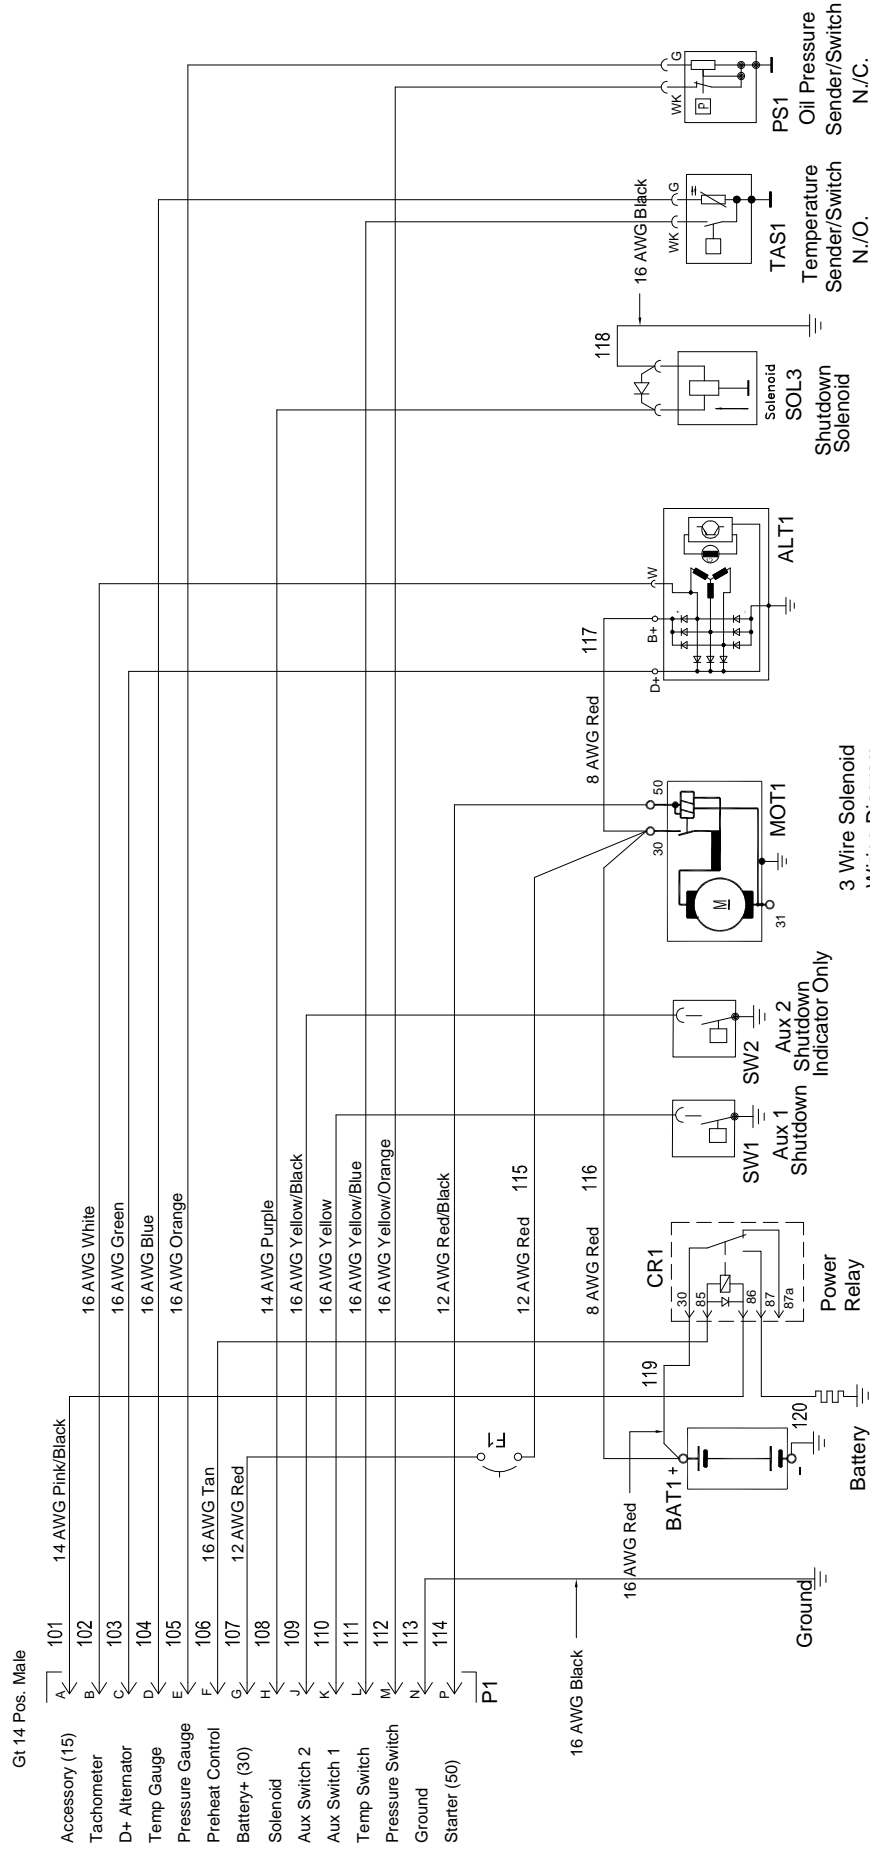 Gt 14 Pos. Male
Accessory (15)
Tachometer
D+ Alternator
Temp Gauge
Pressure Gauge
Preheat Control
Battery+ (30)
Solenoid
Aux Switch 2
Aux Switch 1
Temp Switch
Pressure Switch
Ground
Starter (50)
A
B
C
D
E
F
G
H
J
K
L
M
N
P
P1
101
102
103
104
105
106
107
108
109
110
111
112
113
114
14 AWG Pink/Black
16 AWG White
16 AWG Green
16 AWG Blue
16 AWG Orange
16 AWG Tan
12 AWG Red
14 AWG Purple
16 AWG Yellow/Black
16 AWG Yellow
16 AWG Yellow/Blue
16 AWG Yellow/Orange
12 AWG Red/Black
12 AWG Red
115
8 AWG Red
116
16 AWG Black
Ground
16 AWG Red
119
BAT1
+
-
120
Battery
CR1
30
85
86
87
87a
Power
Relay
SW1
Aux 1
Shutdown
SW2
Aux 2
Shutdown
Indicator Only
30
50
M
31
MOT1
3 Wire Solenoid
8 AWG Red
117
D+
B+
W
ALT1
118
16 AWG Black
Solenoid
SOL3
Shutdown
Solenoid
WK
G
TAS1
Temperature
Sender/Switch
N./O.
WK
G
P
PS1
Oil Pressure
Sender/Switch
N./C.